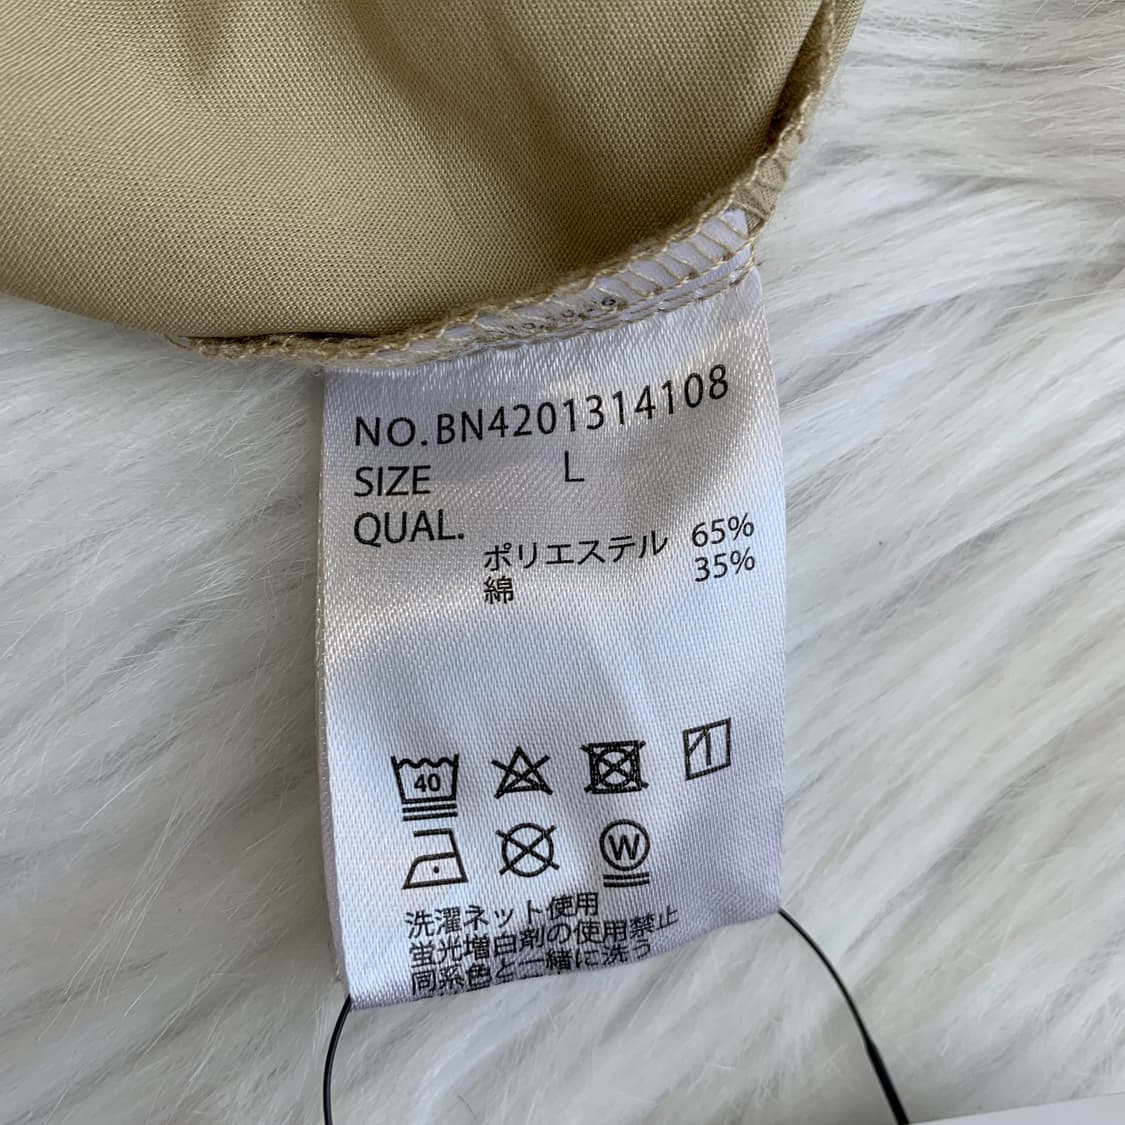 NO.BN4201314108
SIZE L
QUAL.
ポリエステル 65%
綿 35%
40
W
洗濯ネット使用
蛍光増白剤の使用禁止
同系色と一緒に洗う